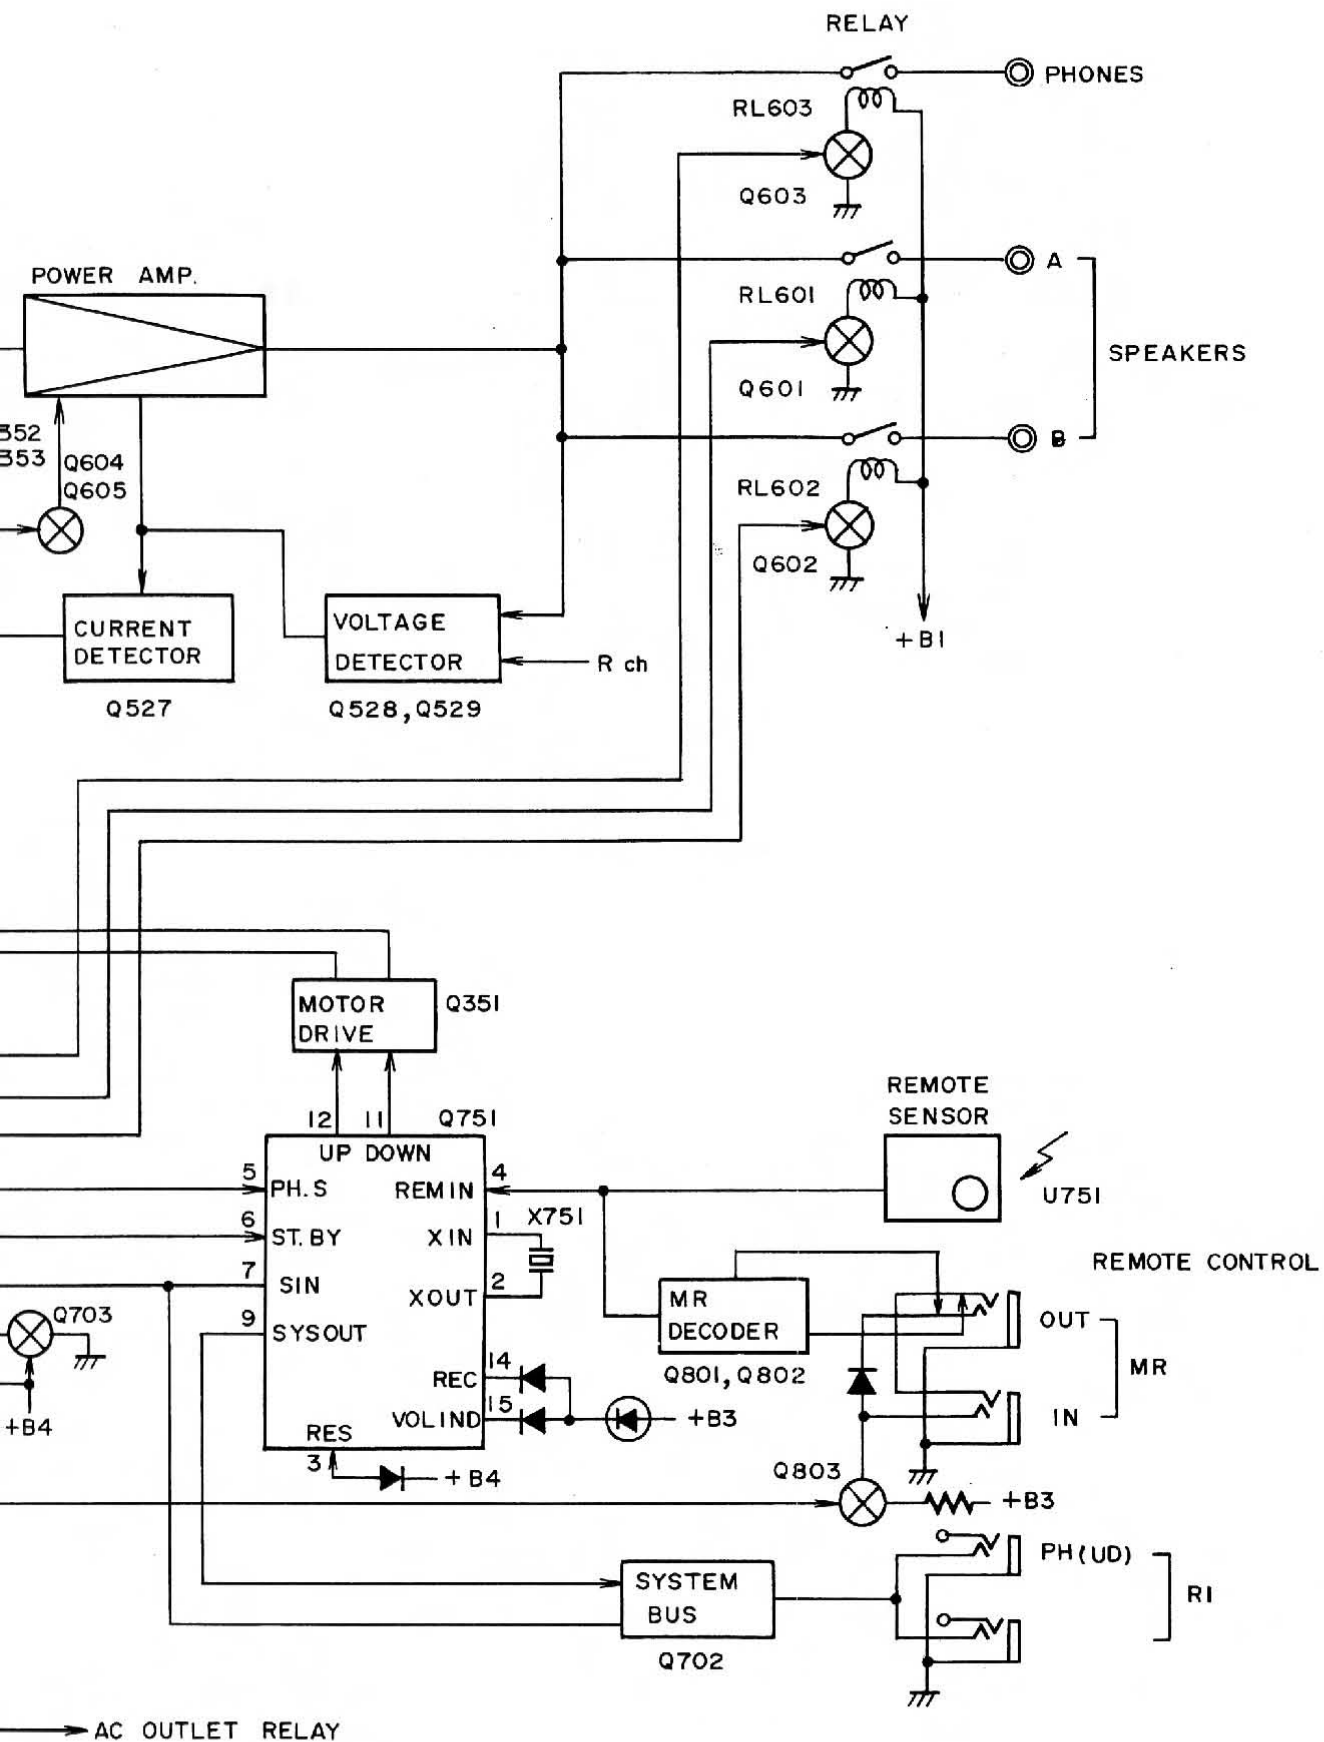 RELAY
PHONES
RL603
Q603
POWER AMP.
A
RL601
SPEAKERS
Q601
B
352
353
Q604
Q605
RL602
Q602
CURRENT
DETECTOR
VOLTAGE
DETECTOR
+B1
R ch
Q527
Q528, Q529
MOTOR
DRIVE
Q351
REMOTE
SENSOR
12
11
Q751
UP DOWN
5
PH.S
REMIN
4
U751
6
ST.BY
XIN
1
X751
7
SIN
XOUT
2
REMOTE CONTROL
Q703
9
SYSOUT
MR
DECODER
OUT
MR
REC
14
Q801, Q802
+B4
VOLIND
15
+B3
IN
RES
3
+B4
Q803
+B3
PH(UD)
SYSTEM
BUS
RI
Q702
AC OUTLET RELAY